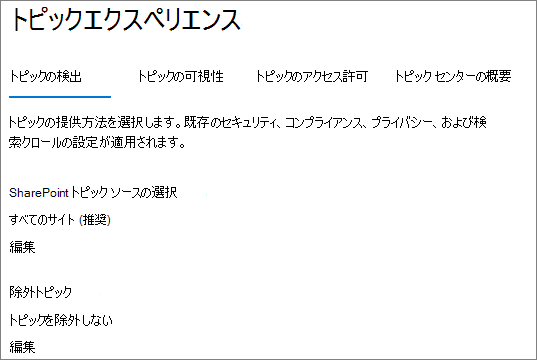 トピックエクスペリエンス
トピックの検出 トピックの可視性 トピックのアクセス許可 トピック センターの概要
トピックの提供方法を選択します。既存のセキュリティ、コンプライアンス、プライバシー、および検
索クロールの設定が適用されます。
SharePoint トピック ソースの選択
すべてのサイト (推奨)
編集
除外トピック
トピックを除外しない
編集